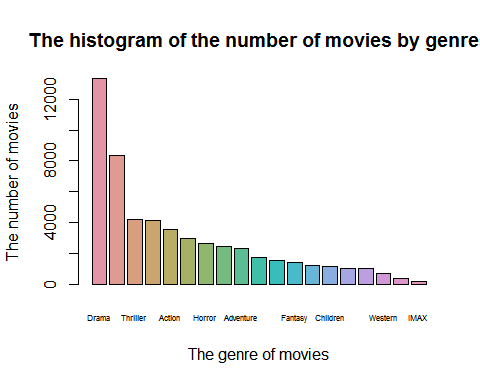 The histogram of the number of movies by genre
The number of movies
12000
8000
4000
0
Drama Thriller Action Horror Adventure Fantasy Children Western IMAX
The genre of movies